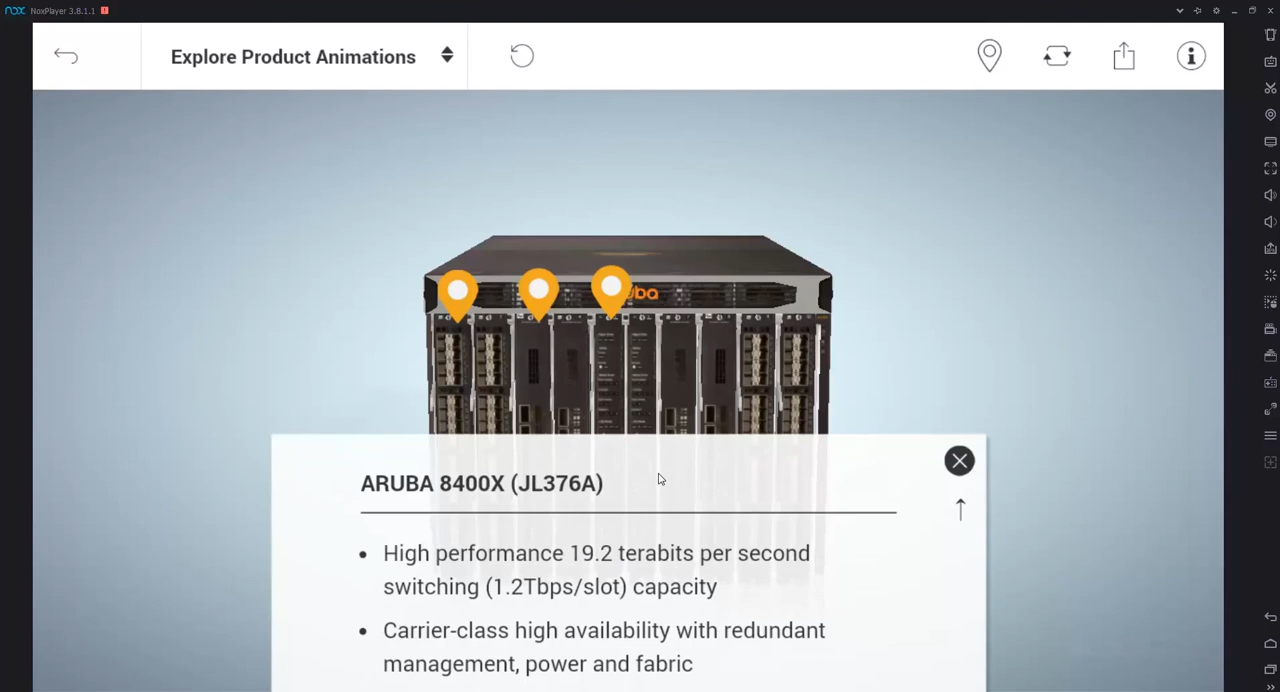 nox NoxPlayer 3.8.1.1
Explore Product Animations
ARUBA 8400X (JL376A)
• High performance 19.2 terabits per second
switching (1.2Tbps/slot) capacity
• Carrier-class high availability with redundant
management, power and fabric